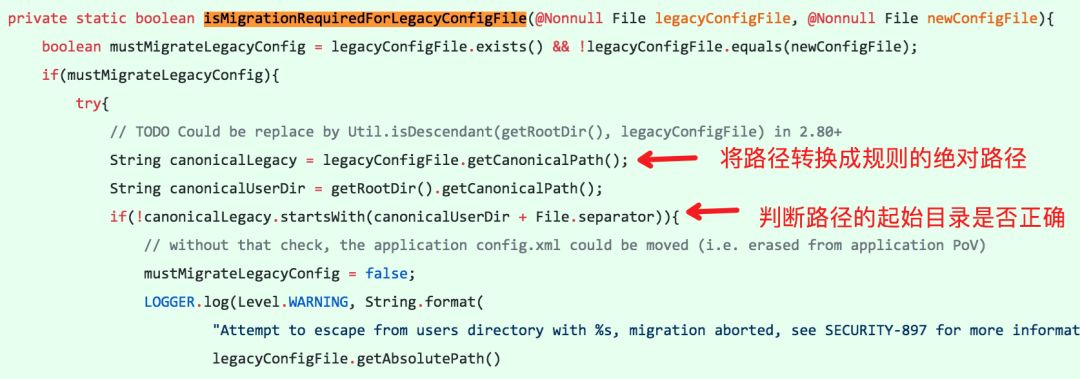 private static boolean isMigrationRequiredForLegacyConfigFile(@Nonnull File legacyConfigFile, @Nonnull File newConfigFile){
boolean mustMigrateLegacyConfig = legacyConfigFile.exists() && !legacyConfigFile.equals(newConfigFile);
if(mustMigrateLegacyConfig){
try{
// TODO Could be replace by Util.isDescendant(getRootDir(), legacyConfigFile) in 2.80+
String canonicalLegacy = legacyConfigFile.getCanonicalPath(); 将路径转换成规则的绝对路径
String canonicalUserDir = getRootDir().getCanonicalPath();
if(!canonicalLegacy.startsWith(canonicalUserDir + File.separator)){ 判断路径的起始目录是否正确
// without that check, the application config.xml could be moved (i.e. erased from application PoV)
mustMigrateLegacyConfig = false;
LOGGER.log(Level.WARNING, String.format(
"Attempt to escape from users directory with %s, migration aborted, see SECURITY-897 for more informat
legacyConfigFile.getAbsolutePath()